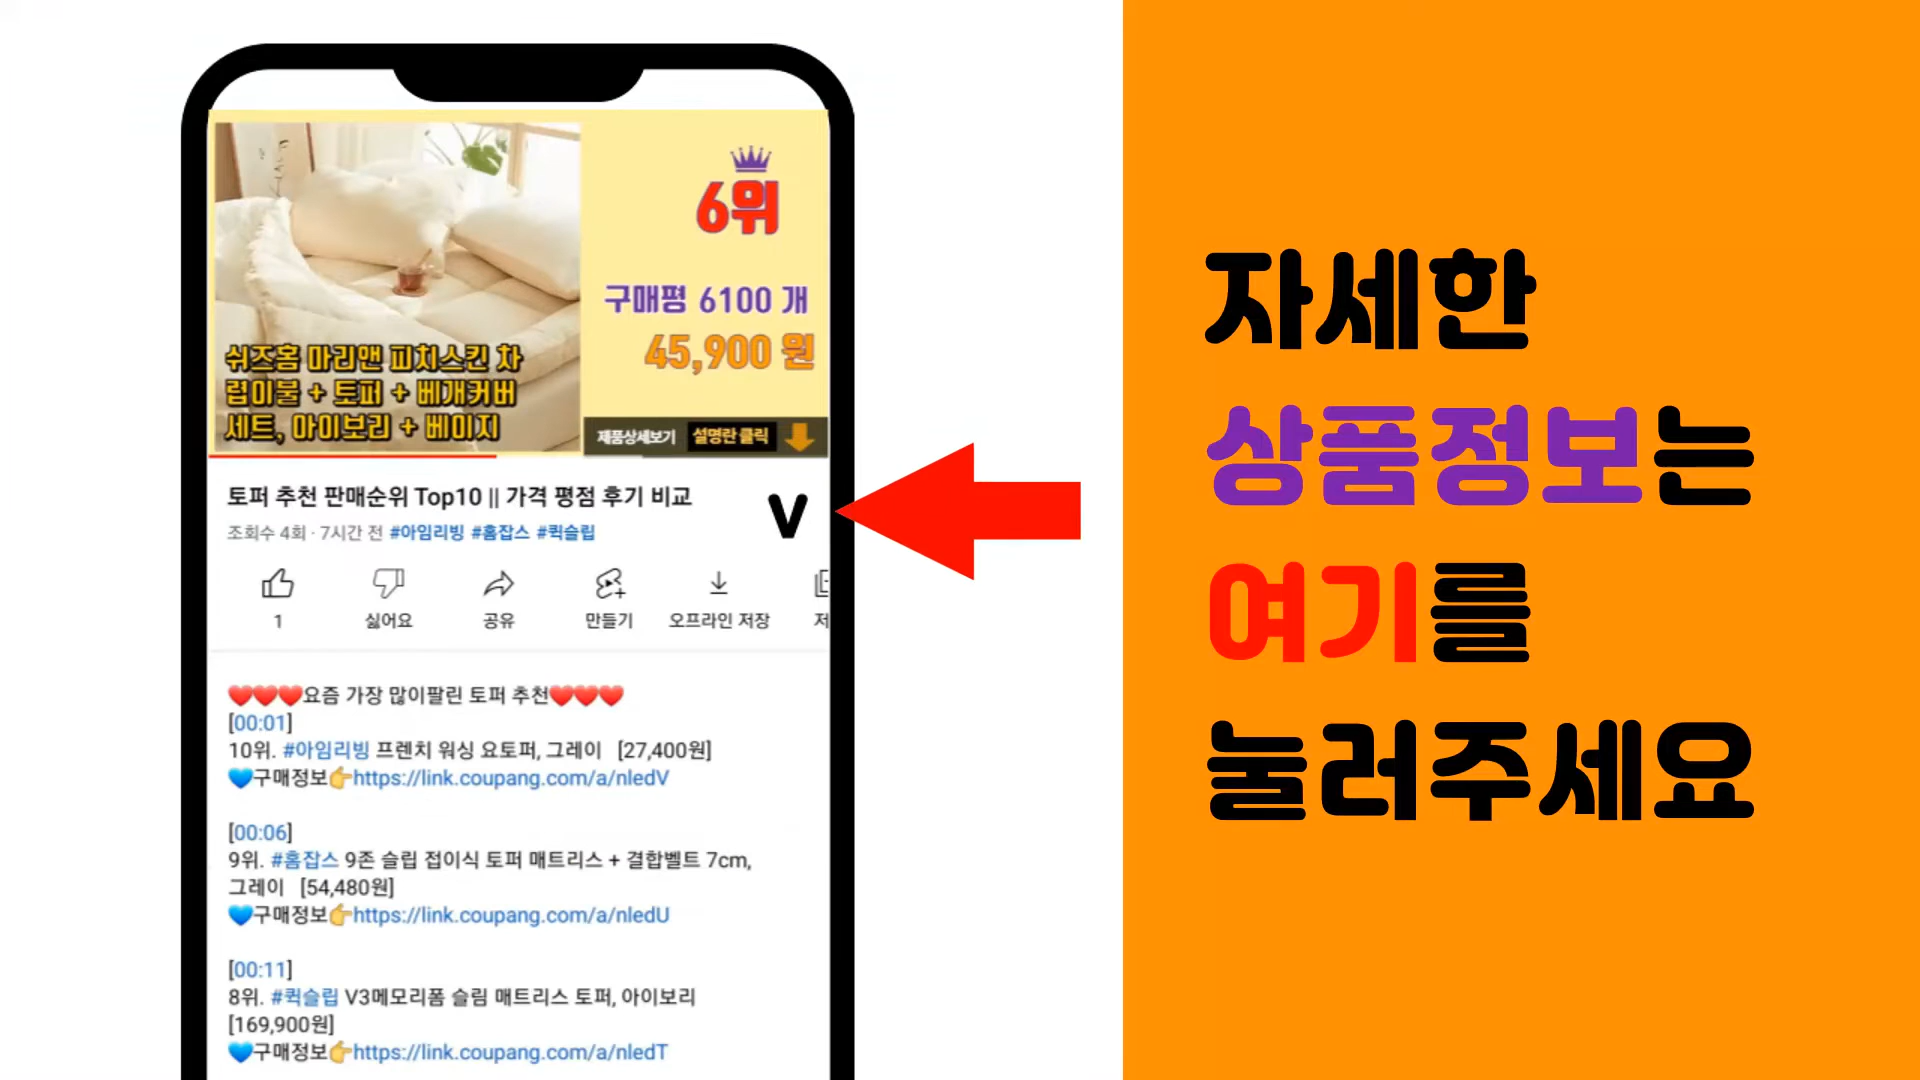 6위
구매평 6100 개
45,900 원
쉬즈홈 마리앤 피치스킨 차
렵이불 + 토퍼 + 베개커버
세트, 아이보리 + 베이지
제품상세보기 설명란 클릭
토퍼 추천 판매순위 Top10 || 가격 평점 후기 비교
V
조회수 4회 · 7시간 전 #아임리빙 #홈잡스 #퀵슬립
1 싫어요 공유 만들기 오프라인 저장 저
❤❤❤요즘 가장 많이팔린 토퍼 추천❤❤❤
[00:01]
10위. #아임리빙 프렌치 워싱 요토퍼, 그레이 [27,400원]
💙구매정보👉https://link.coupang.com/a/nledV
[00:06]
9위. #홈잡스 9존 슬립 접이식 토퍼 매트리스 + 결합벨트 7cm,
그레이 [54,480원]
💙구매정보👉https://link.coupang.com/a/nledU
[00:11]
8위. #퀵슬립 V3메모리폼 슬림 매트리스 토퍼, 아이보리
[169,900원]
💙구매정보👉https://link.coupang.com/a/nledT
자세한
상품정보는
여기를
눌러주세요